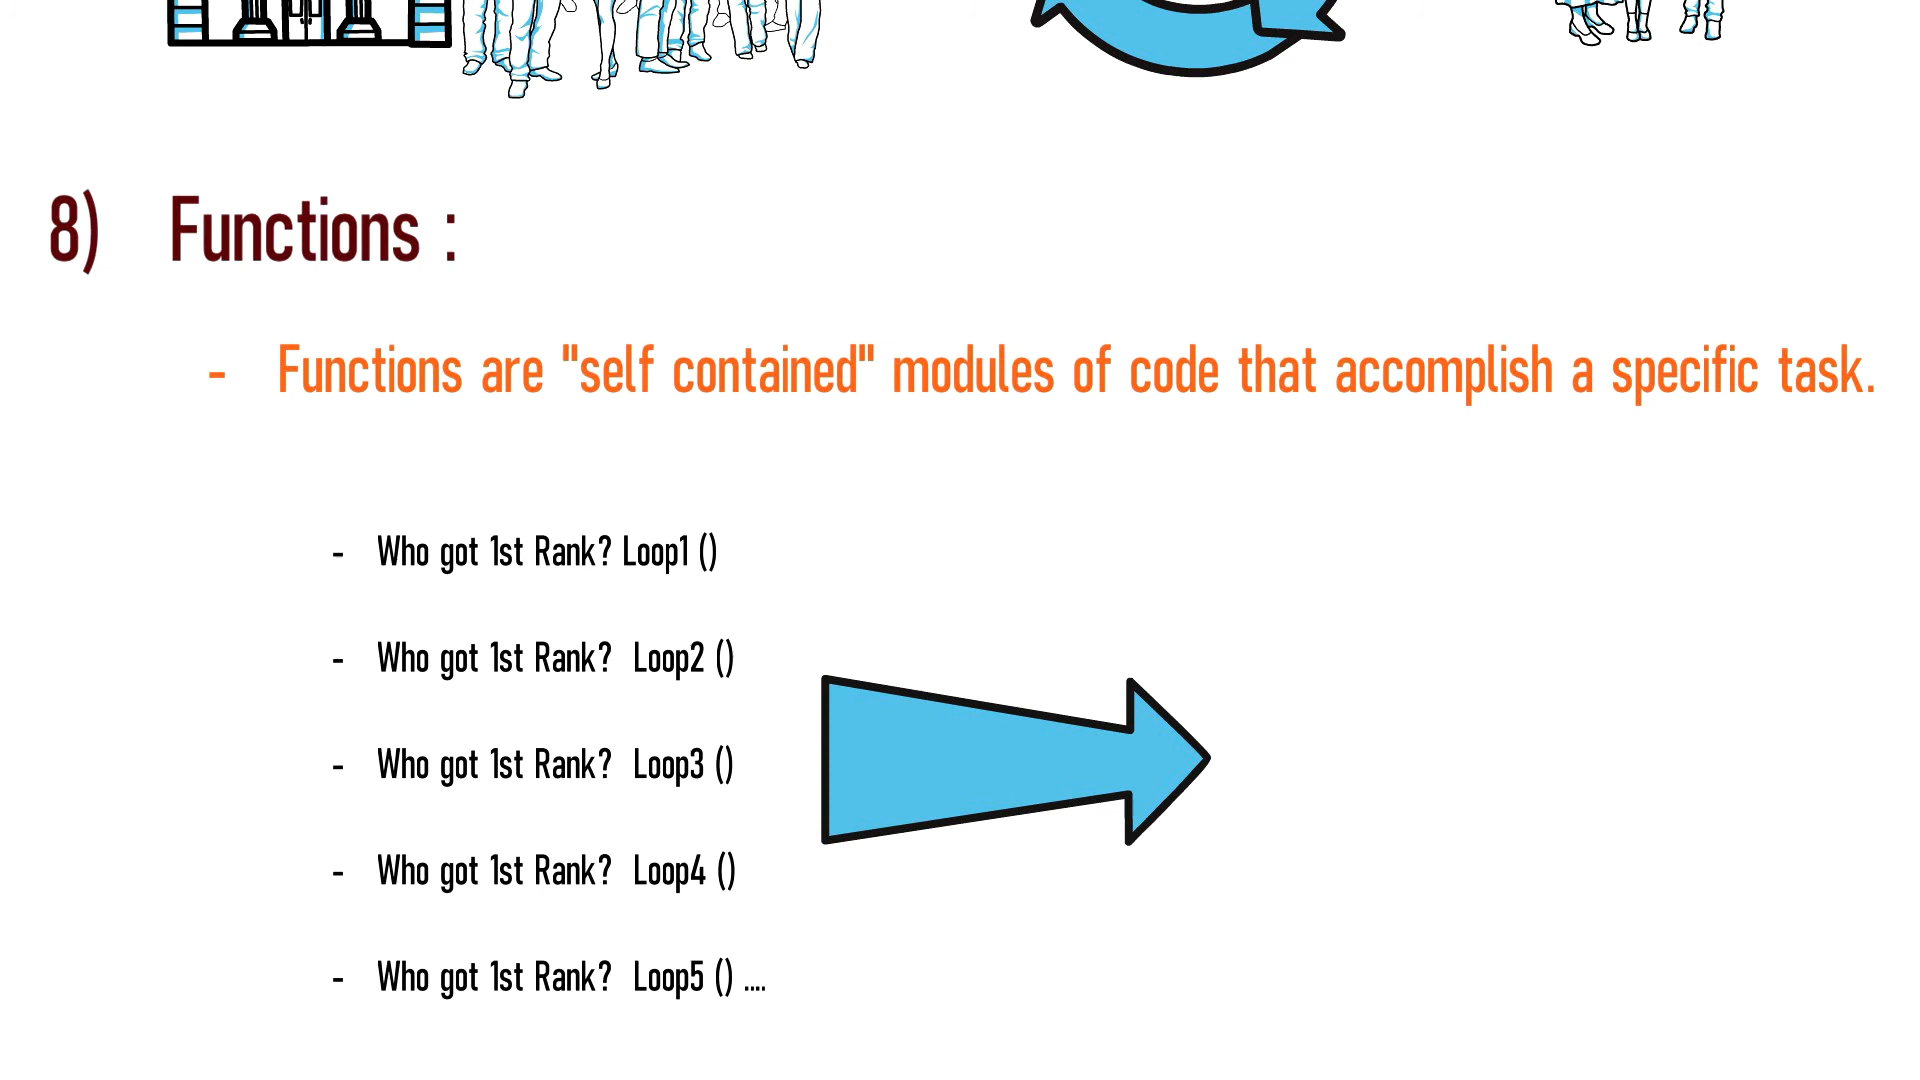 8) Functions :
- Functions are "self contained" modules of code that accomplish a specific task.
- Who got 1st Rank? Loop1 ()
- Who got 1st Rank? Loop2 ()
- Who got 1st Rank? Loop3 ()
- Who got 1st Rank? Loop4 ()
- Who got 1st Rank? Loop5 () ....